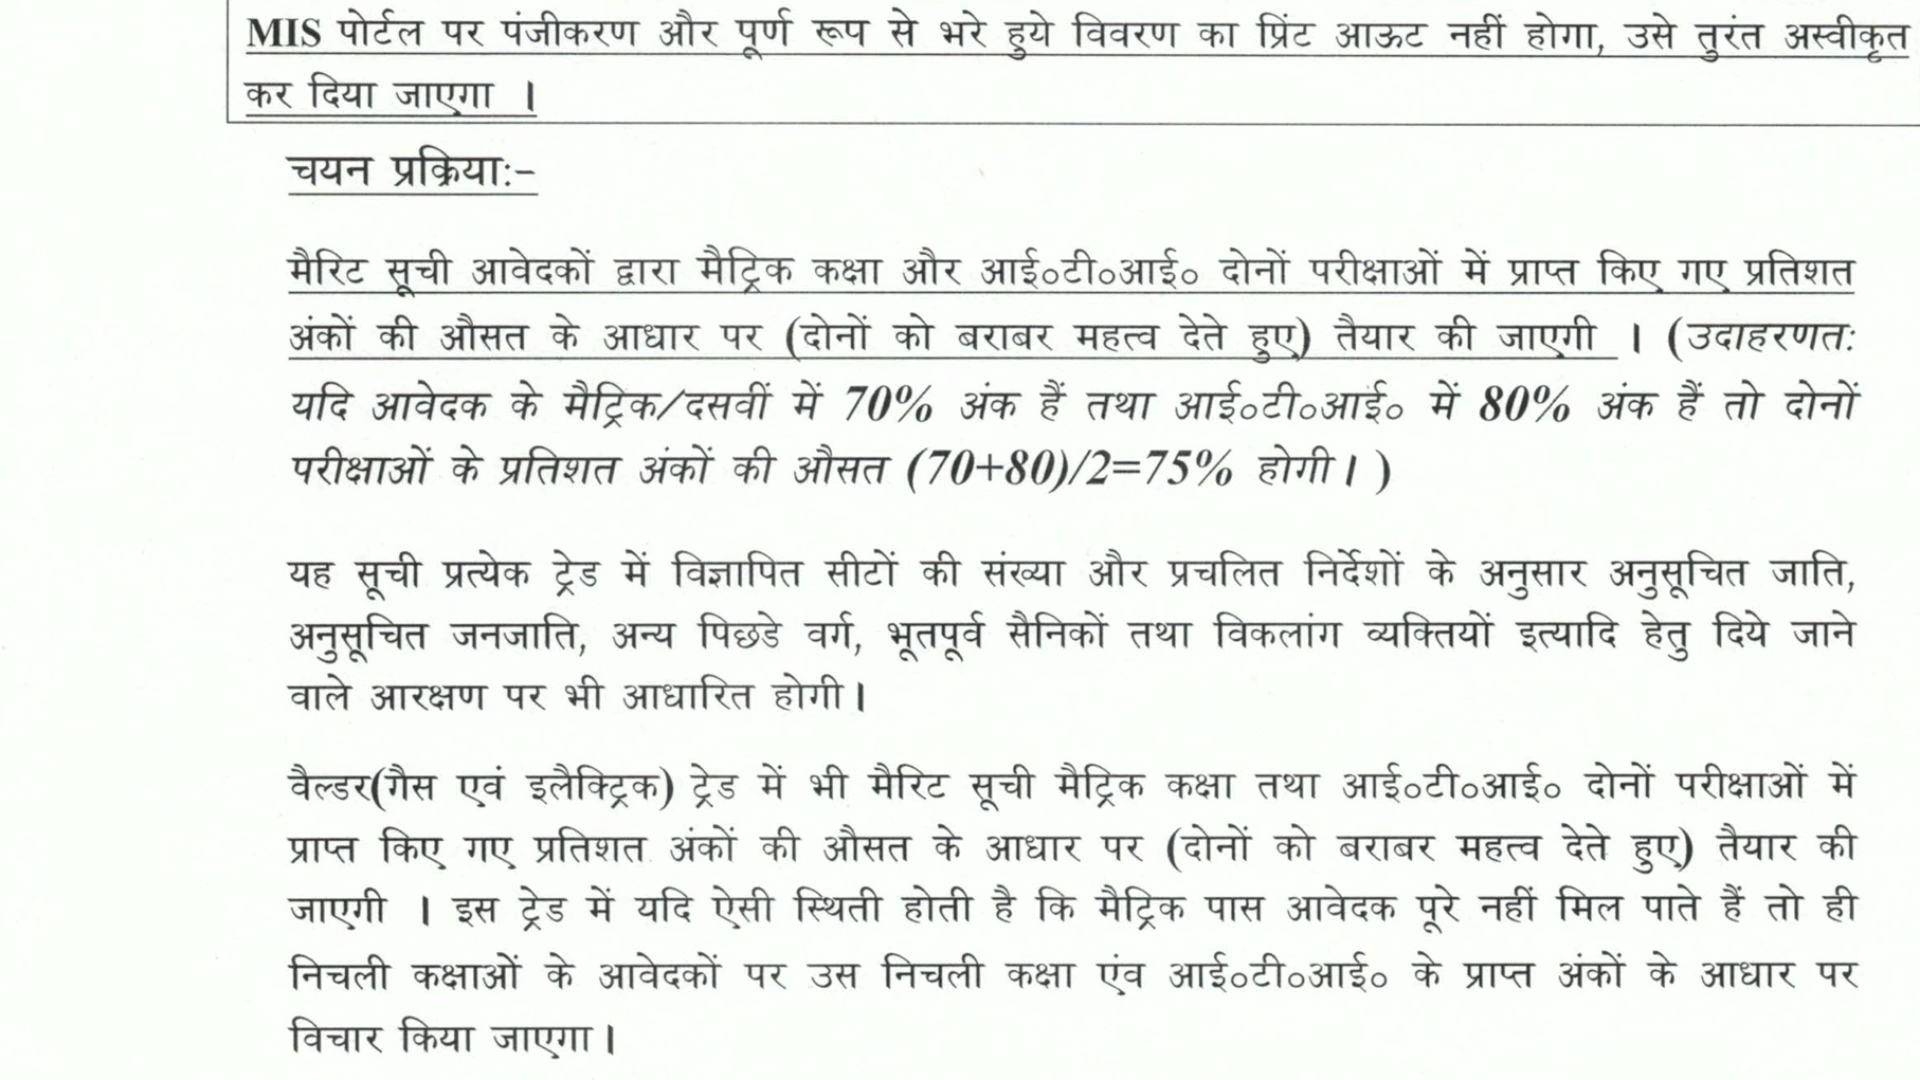 MIS पोर्टल पर पंजीकरण और पूर्ण रूप से भरे हुये विवरण का प्रिंट आऊट नहीं होगा, उसे तुरंत अस्वीकृत
कर दिया जाएगा ।
चयन प्रक्रिया:-
मैरिट सूची आवेदकों द्वारा मैट्रिक कक्षा और आई०टी०आई० दोनों परीक्षाओं में प्राप्त किए गए प्रतिशत
अंकों की औसत के आधार पर (दोनों को बराबर महत्व देते हुए) तैयार की जाएगी । (उदाहरणत:
यदि आवेदक के मैट्रिक/दसवीं में 70% अंक हैं तथा आई०टी०आई० में 80% अंक हैं तो दोनों
परीक्षाओं के प्रतिशत अंकों की औसत (70+80)/2=75% होगी। )
यह सूची प्रत्येक ट्रेड में विज्ञापित सीटों की संख्या और प्रचलित निर्देशों के अनुसार अनुसूचित जाति,
अनुसूचित जनजाति, अन्य पिछडे वर्ग, भूतपूर्व सैनिकों तथा विकलांग व्यक्तियों इत्यादि हेतु दिये जाने
वाले आरक्षण पर भी आधारित होगी।
वैल्डर(गैस एवं इलैक्ट्रिक) ट्रेड में भी मैरिट सूची मैट्रिक कक्षा तथा आई०टी०आई० दोनों परीक्षाओं में
प्राप्त किए गए प्रतिशत अंकों की औसत के आधार पर (दोनों को बराबर महत्व देते हुए) तैयार की
जाएगी । इस ट्रेड में यदि ऐसी स्थिती होती है कि मैट्रिक पास आवेदक पूरे नहीं मिल पाते हैं तो ही
निचली कक्षाओं के आवेदकों पर उस निचली कक्षा एंव आई०टी०आई० के प्राप्त अंकों के आधार पर
विचार किया जाएगा।